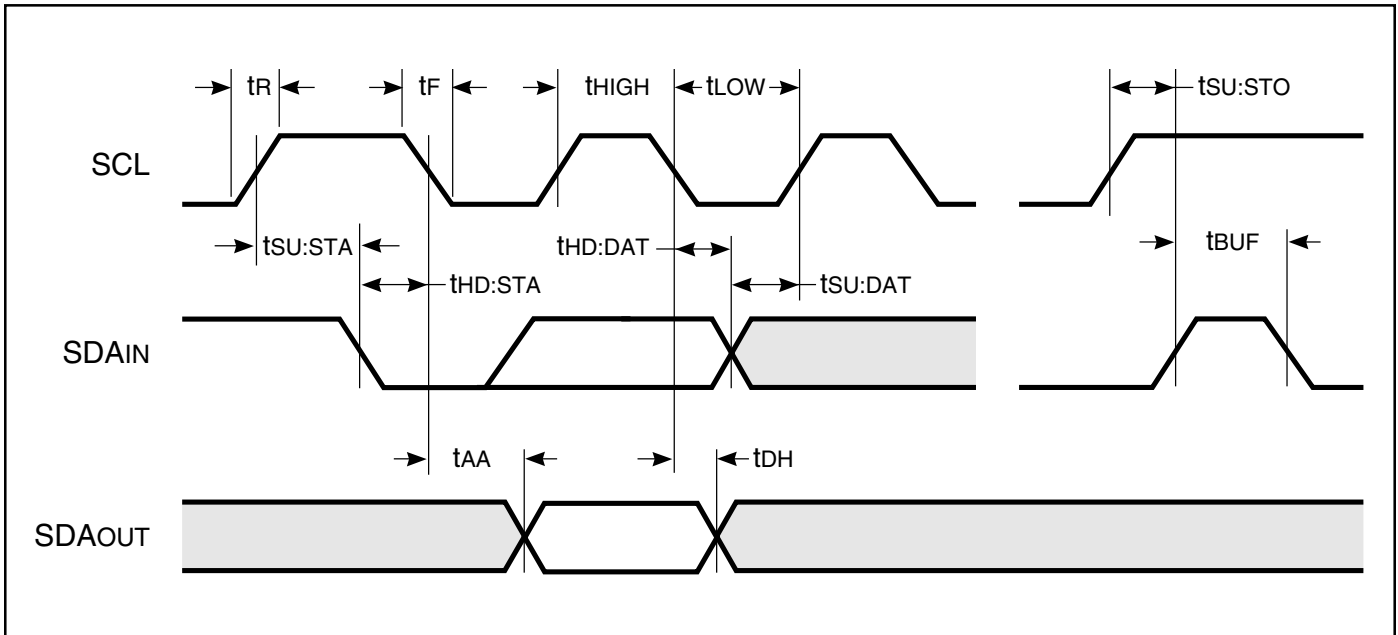 tR
tF
tHIGH
tLOW
tSU:STO
SCL
tSU:STA
tHD:DAT
tBUF
tHD:STA
tSU:DAT
SDAIN
tAA
tDH
SDAOUT